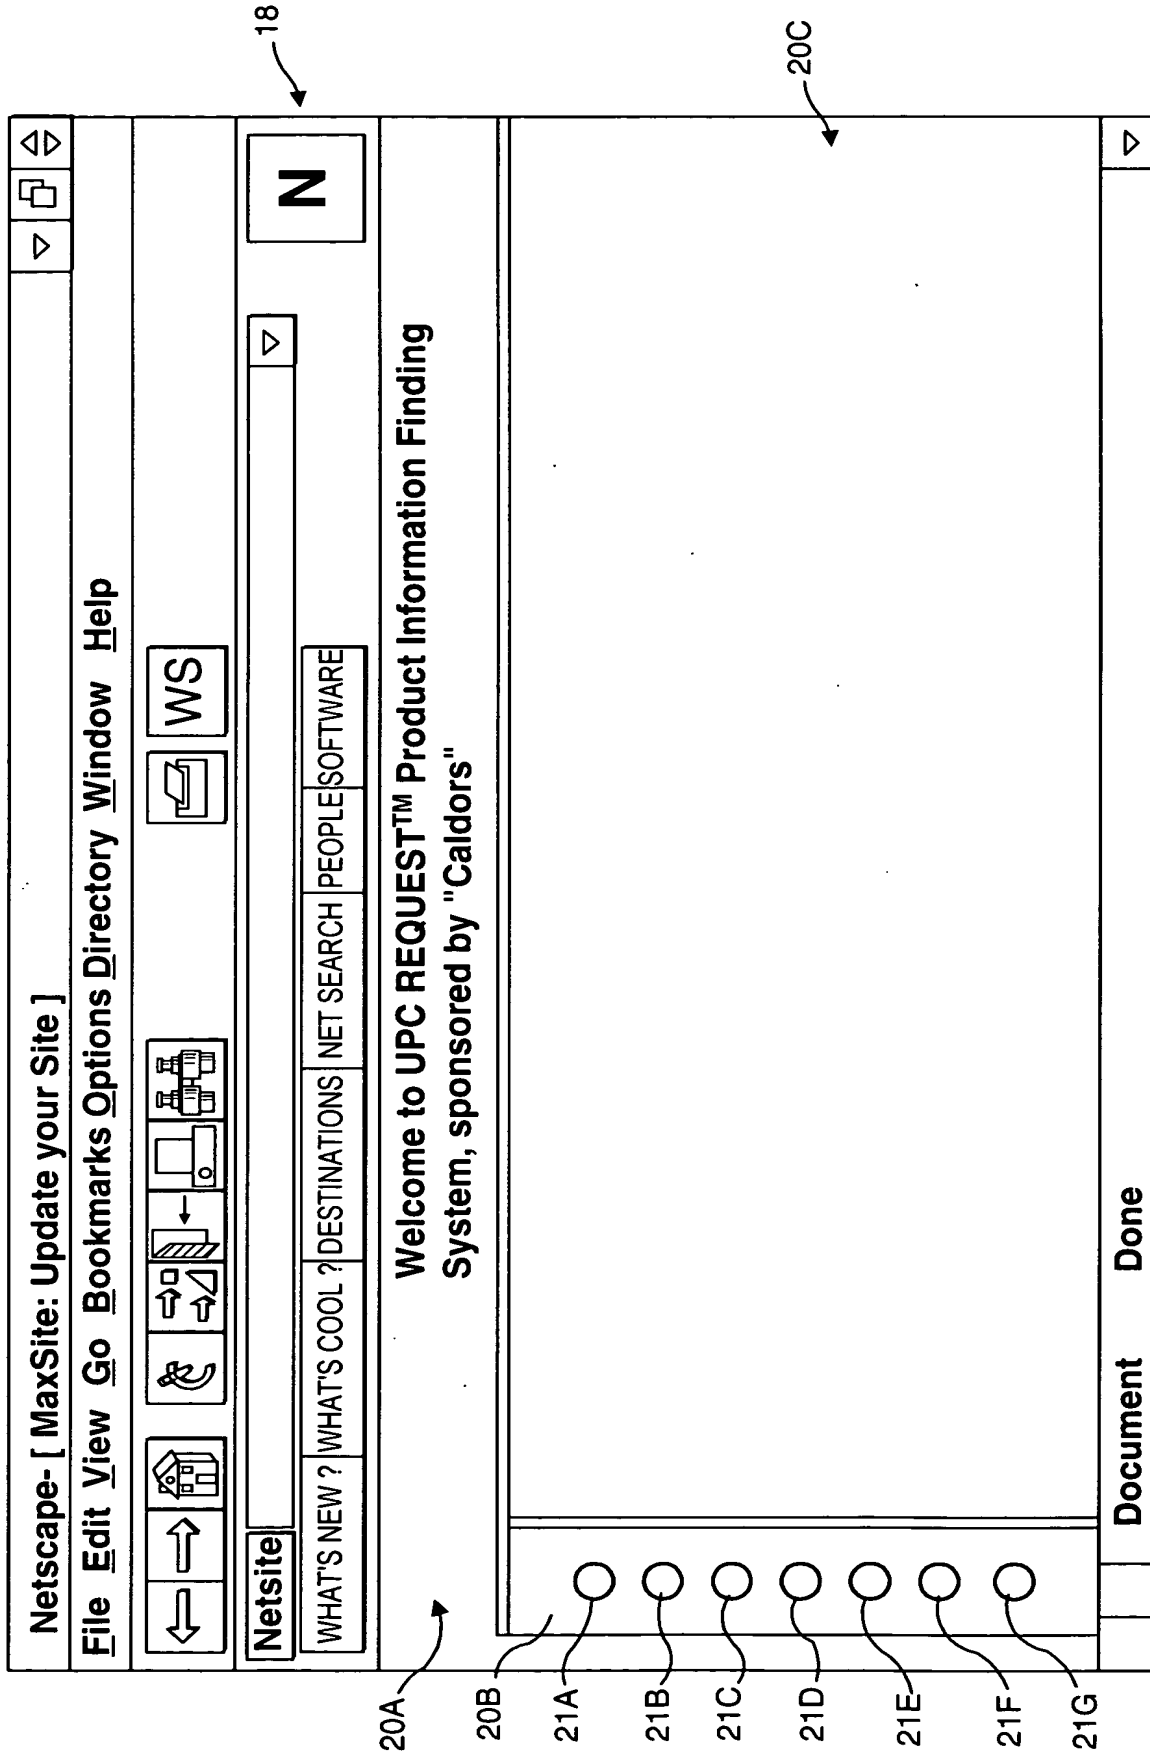 Netscape- [ MaxSite: Update your Site ]
File Edit View Go Bookmarks Options Directory Window Help
WS
Netsite
N
WHAT'S NEW ? WHAT'S COOL ? DESTINATIONS NET SEARCH PEOPLE SOFTWARE
18
Welcome to UPC REQUEST™ Product Information Finding
System, sponsored by "Caldors"
20A
20B
21A
21B
21C
21D
21E
21F
21G
20C
Document Done